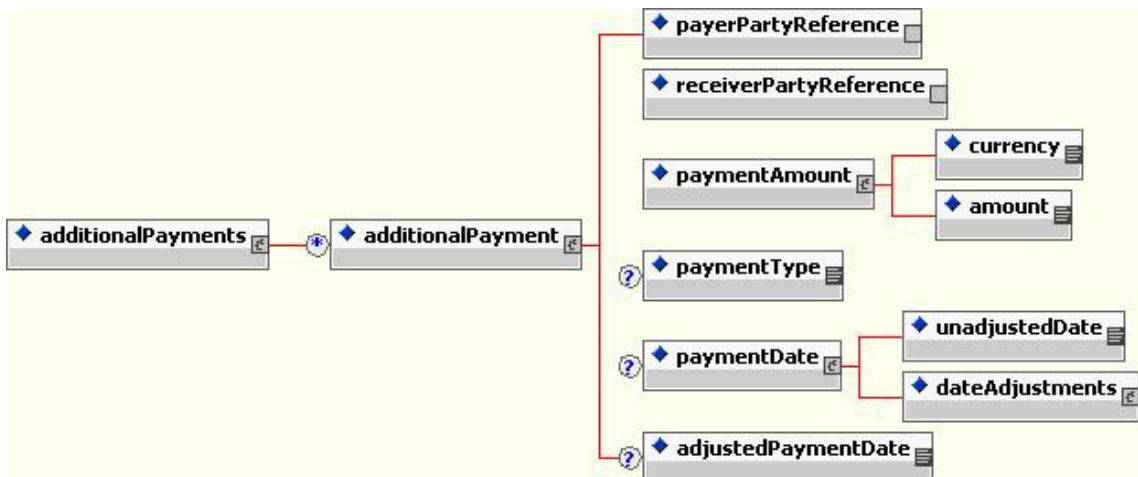 payerPartyReference
receiverPartyReference
currency
paymentAmount
amount
additionalPayments
* additionalPayment
? paymentType
unadjustedDate
? paymentDate
dateAdjustments
? adjustedPaymentDate